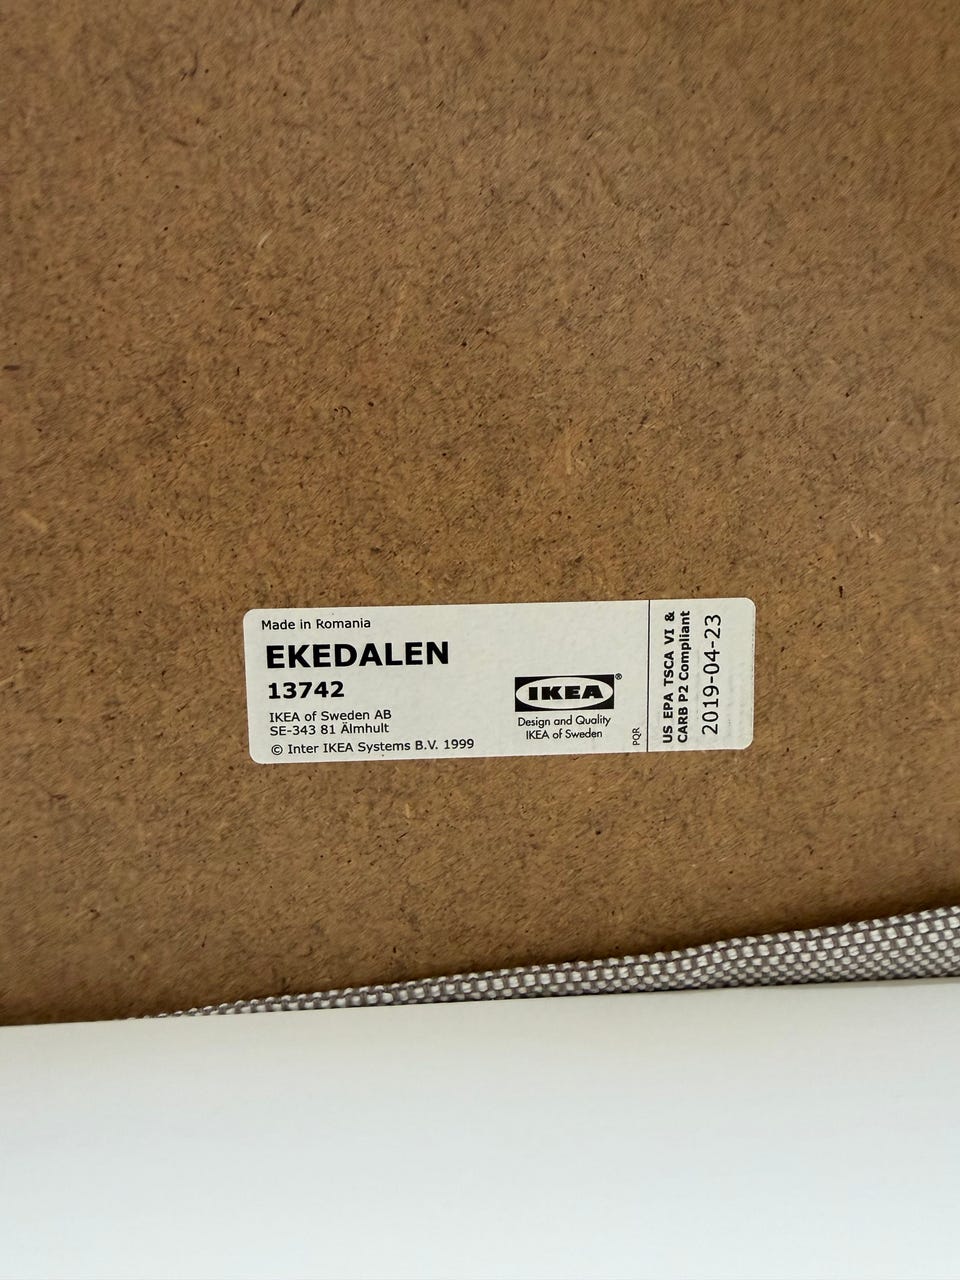 Made in Romania
EKEDALEN
13742
IKEA of Sweden AB
SE-343 81 Älmhult
© Inter IKEA Systems B.V. 1999
IKEA®
Design and Quality
IKEA of Sweden
PQR
US EPA TSCA VI &
CARB P2 Compliant
2019-04-23